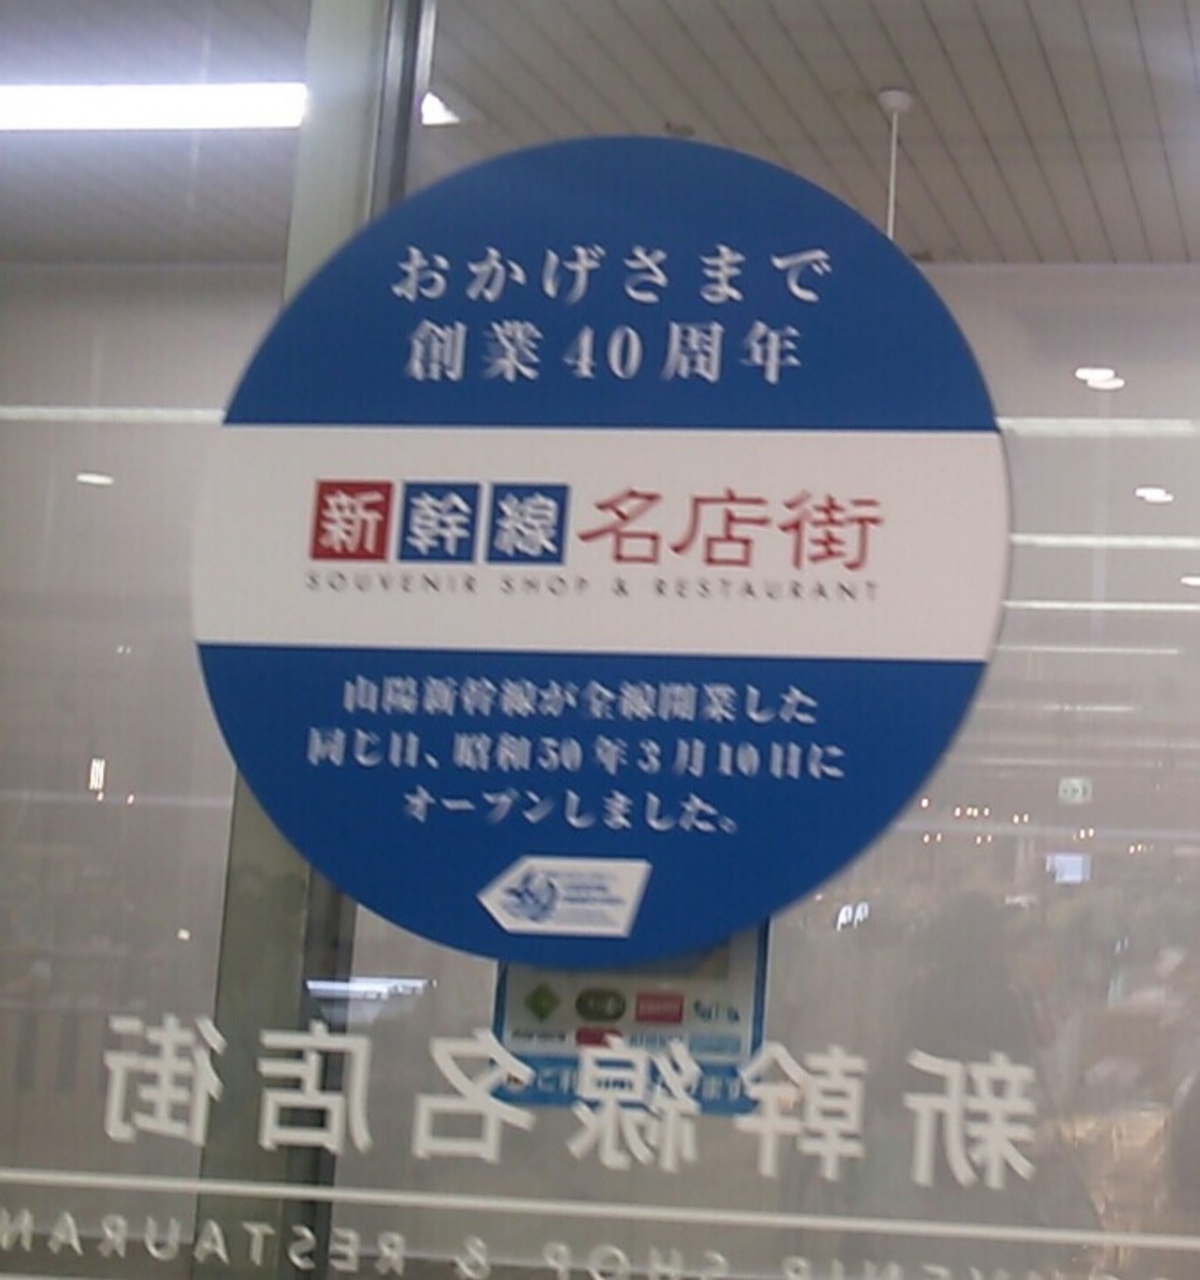 おかげさまで
創業40周年
新幹線名店街
SOUVENIR SHOP & RESTAURANT
山陽新幹線が全線開業した
同じ日、昭和50年3月10日に
オープンしました。
新幹線名店街
SHOP & RESTAURAN